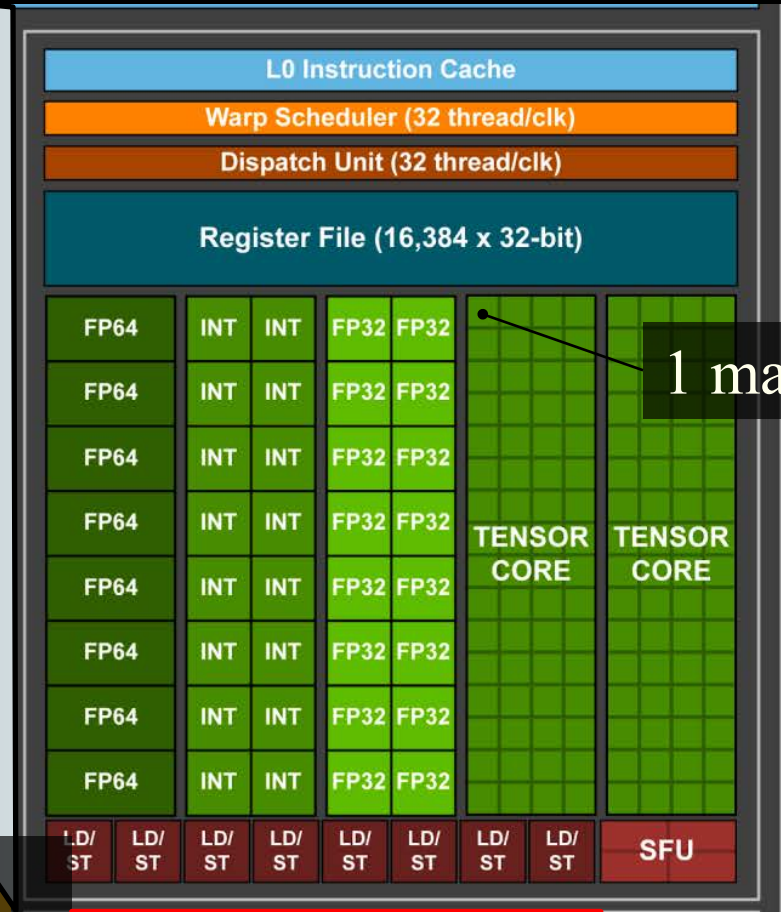 L0 Instruction Cache
Warp Scheduler (32 thread/clk)
Dispatch Unit (32 thread/clk)
Register File (16,384 x 32-bit)
FP64 INT INT FP32 FP32
1 ma
FP64 INT INT FP32 FP32
FP64 INT INT FP32 FP32
FP64 INT INT FP32 FP32
TENSOR CORE TENSOR CORE
FP64 INT INT FP32 FP32
FP64 INT INT FP32 FP32
FP64 INT INT FP32 FP32
FP64 INT INT FP32 FP32
LD/ST LD/ST LD/ST LD/ST LD/ST LD/ST LD/ST LD/ST SFU